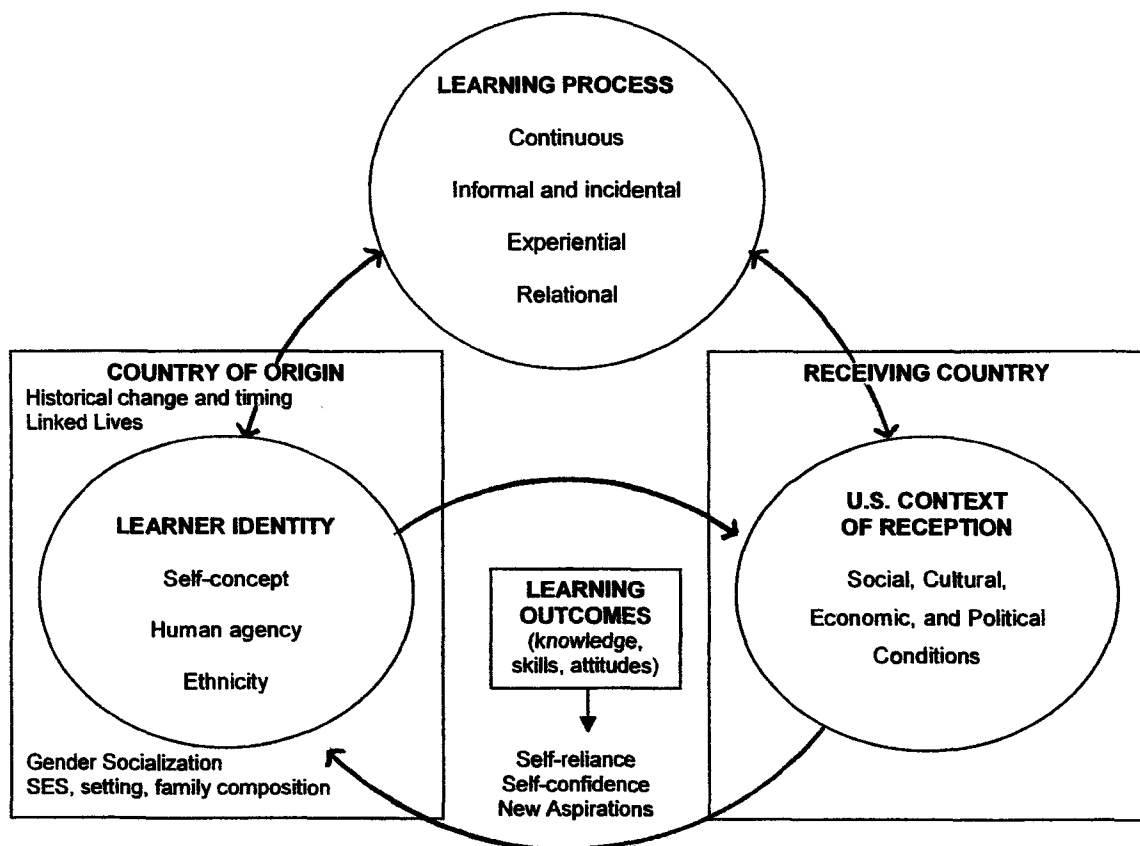 LEARNING PROCESS
Continuous
Informal and incidental
Experiential
Relational
COUNTRY OF ORIGIN
Historical change and timing
Linked Lives
LEARNER IDENTITY
Self-concept
Human agency
Ethnicity
Gender Socialization
SES, setting, family composition
LEARNING
OUTCOMES
(knowledge,
skills, attitudes)
Self-reliance
Self-confidence
New Aspirations
RECEIVING COUNTRY
U.S. CONTEXT
OF RECEPTION
Social, Cultural,
Economic, and Political
Conditions